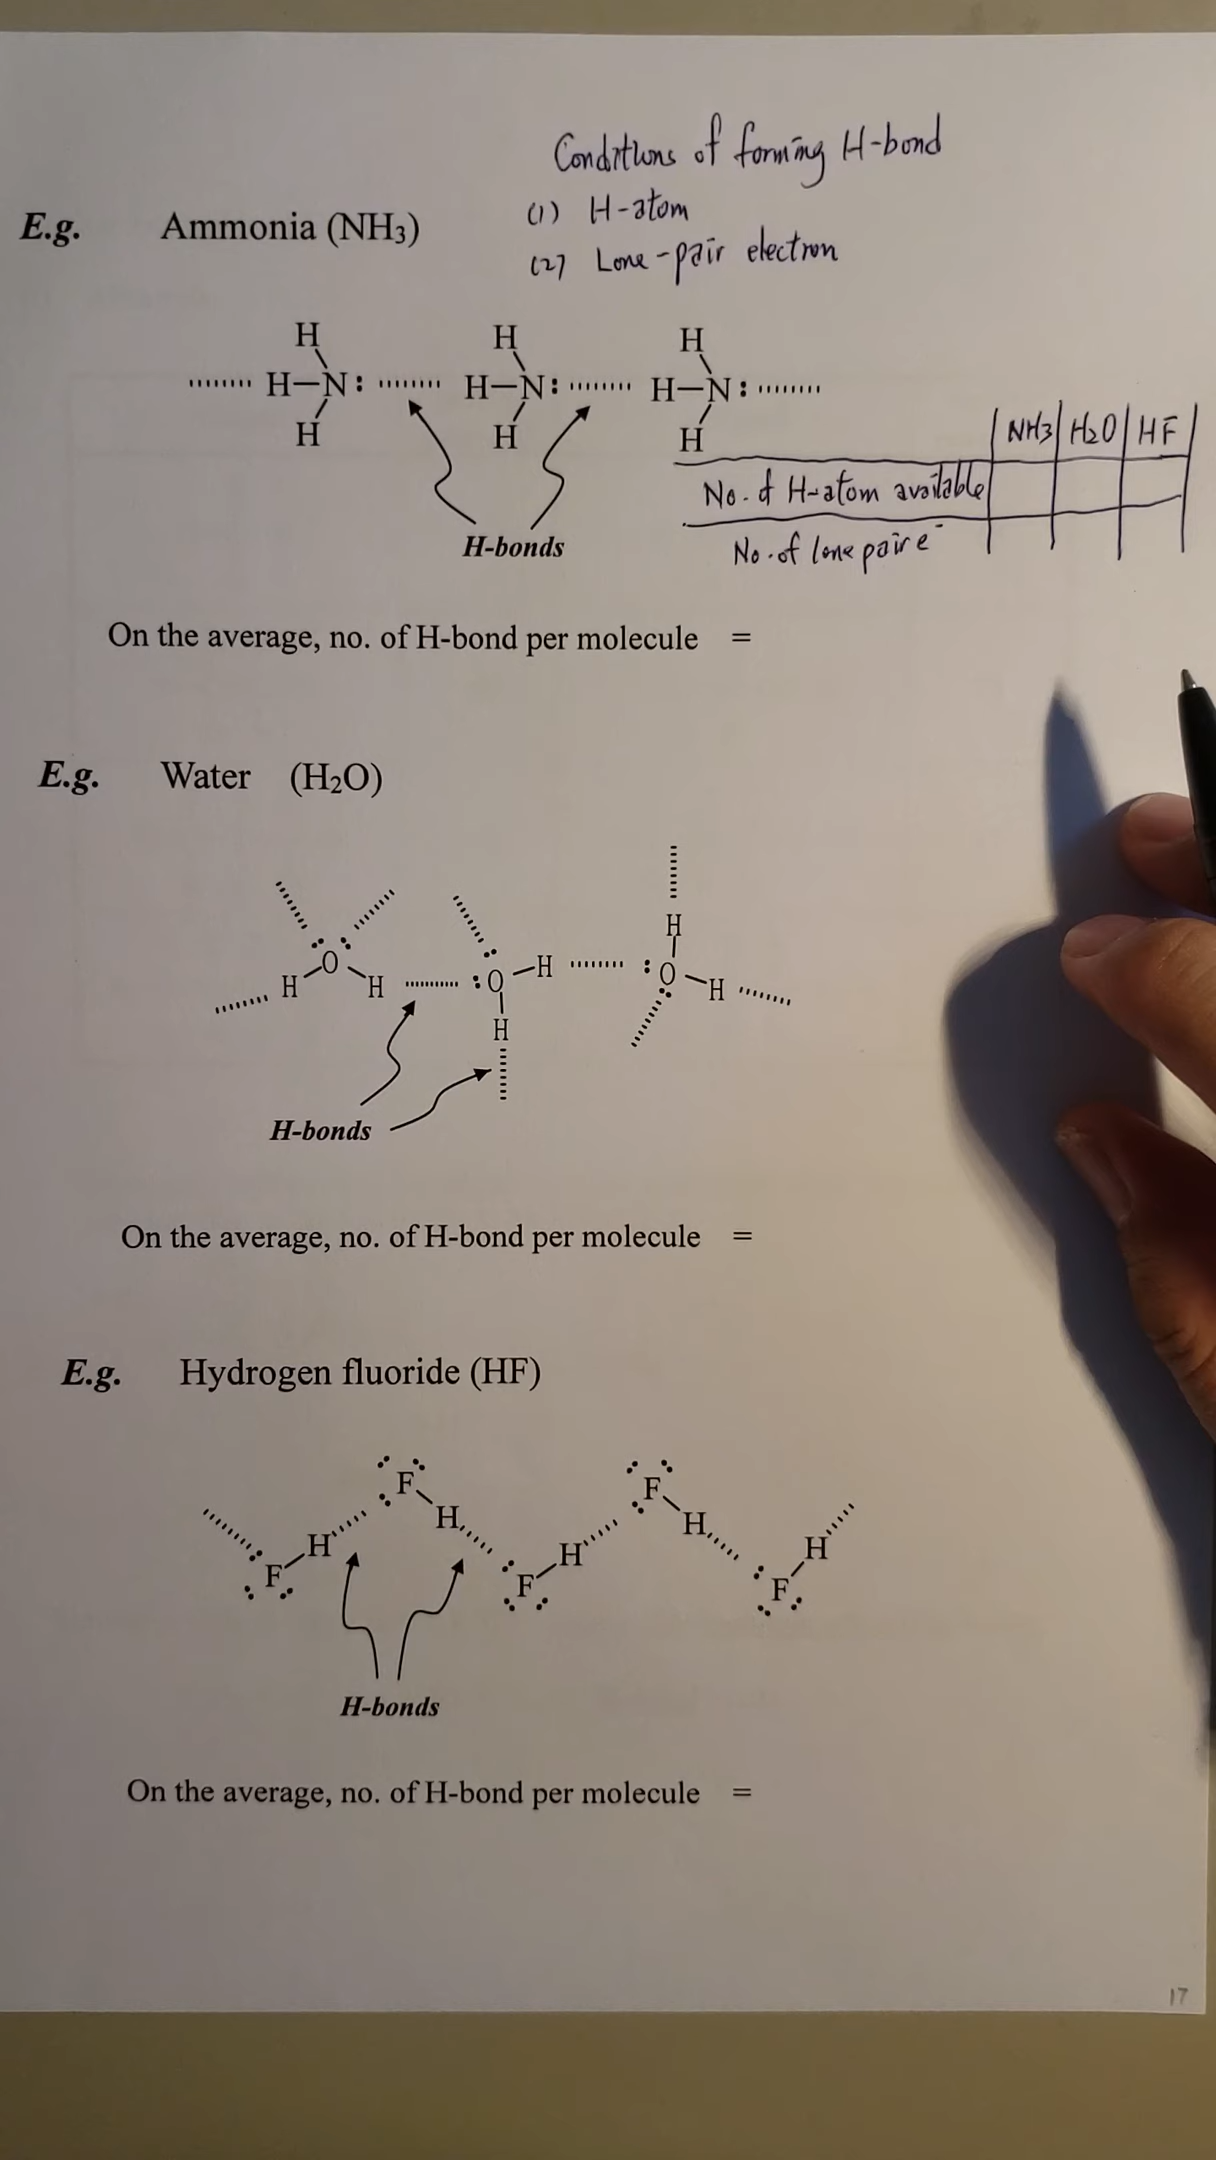 Conditions of forming H-bond
E.g. Ammonia (NH3)
(1) H-atom
(2) Lone-pair electron
H H H
H—N: H—N: H—N:
H H H
NH3 H2O HF
No. of H-atom available
No. of lone pair e⁻
H-bonds
On the average, no. of H-bond per molecule =
E.g. Water (H2O)
H
H O H :O H :O H
H
H-bonds
On the average, no. of H-bond per molecule =
E.g. Hydrogen fluoride (HF)
F F
H H
H H H
F F F
H-bonds
On the average, no. of H-bond per molecule =
17